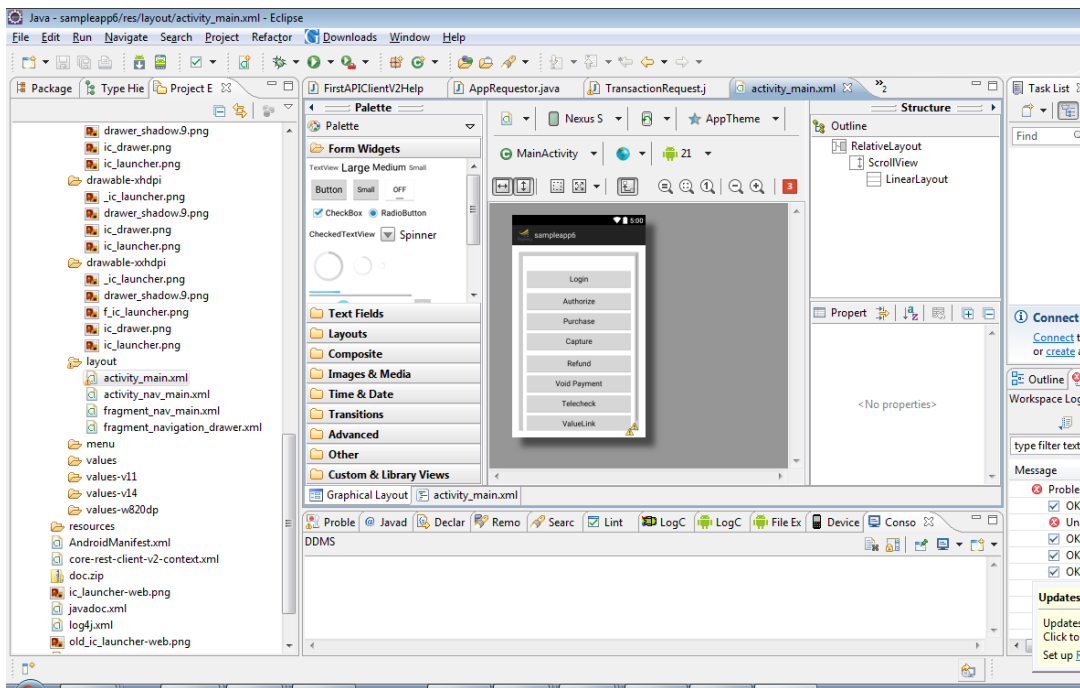 Java - sampleapp6/res/layout/activity_main.xml - Eclipse
File Edit Run Navigate Search Project Refactor Downloads Window Help
Package Type Hie Project E
drawer_shadow.9.png
ic_drawer.png
ic_launcher.png
drawable-xhdpi
_ic_launcher.png
drawer_shadow.9.png
ic_drawer.png
ic_launcher.png
drawable-xxhdpi
_ic_launcher.png
drawer_shadow.9.png
f_ic_launcher.png
ic_drawer.png
ic_launcher.png
layout
activity_main.xml
activity_nav_main.xml
fragment_nav_main.xml
fragment_navigation_drawer.xml
menu
values
values-v11
values-v14
values-w820dp
resources
AndroidManifest.xml
core-rest-client-v2-context.xml
doc.zip
ic_launcher-web.png
javadoc.xml
log4j.xml
old_ic_launcher-web.png
FirstAPIClientV2Help AppRequestor.java TransactionRequest.j activity_main.xml 2
Palette
Palette
Form Widgets
TextView Large Medium Small
Button Small OFF
CheckBox RadioButton
CheckedTextView Spinner
Text Fields
Layouts
Composite
Images & Media
Time & Date
Transitions
Advanced
Other
Custom & Library Views
Graphical Layout activity_main.xml
Nexus S AppTheme
MainActivity 21
3
5:00
sampleapp6
Login
Authorize
Purchase
Capture
Refund
Void Payment
Telecheck
ValueLink
Structure
Outline
RelativeLayout
ScrollView
LinearLayout
Propert
<No properties>
Proble Javad Declar Remo Searc Lint LogC LogC File Ex Device Conso
DDMS
Task List
Find
Connect
Connect t
or create a
Outline
Workspace Log
type filter text
Message
Proble
OK
Un
OK
OK
OK
Updates
Updates
Click to
Set up R